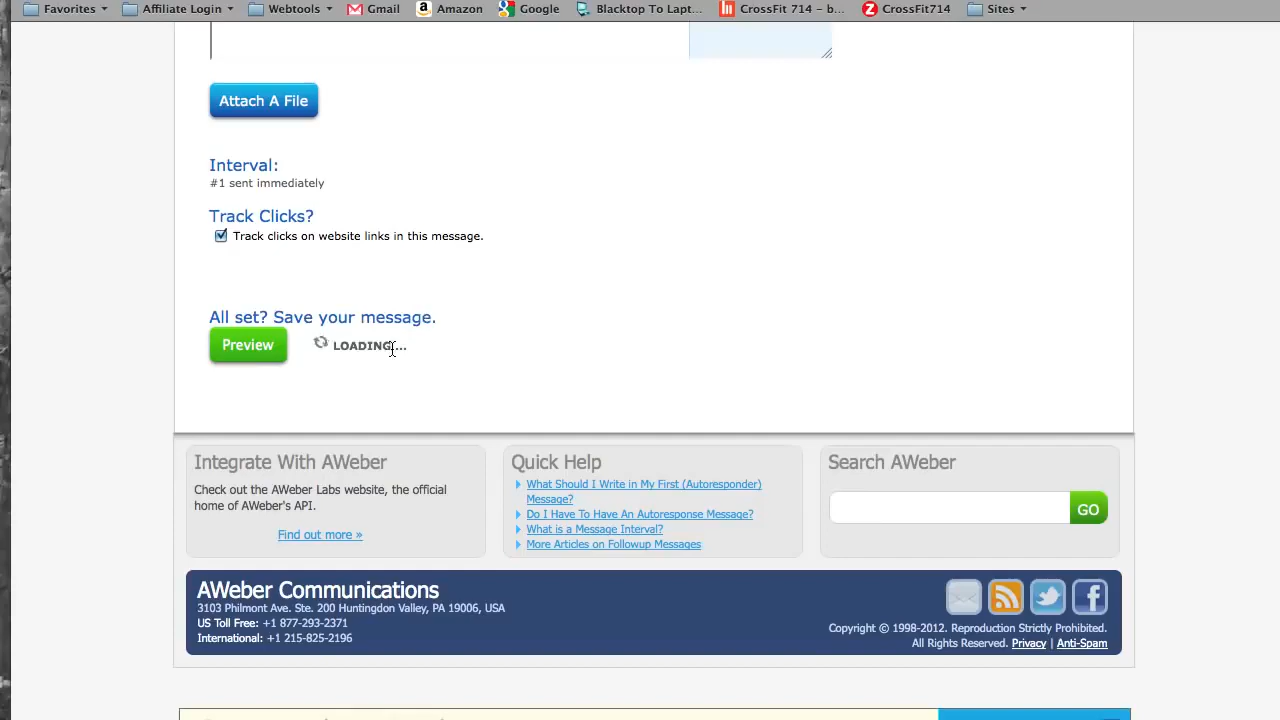 Favorites Affiliate Login Webtools Gmail Amazon Google Blacktop To Lapt... CrossFit 714 – b... CrossFit714 Sites
Attach A File
Interval:
#1 sent immediately
Track Clicks?
Track clicks on website links in this message.
All set? Save your message.
Preview LOADING...
Integrate With AWeber
Check out the AWeber Labs website, the official
home of AWeber's API.
Find out more »
Quick Help
What Should I Write in My First (Autoresponder)
Message?
Do I Have To Have An Autoresponse Message?
What is a Message Interval?
More Articles on Followup Messages
Search AWeber
GO
AWeber Communications
3103 Philmont Ave. Ste. 200 Huntingdon Valley, PA 19006, USA
US Toll Free: +1 877-293-2371
International: +1 215-825-2196
Copyright © 1998-2012. Reproduction Strictly Prohibited.
All Rights Reserved. Privacy | Anti-Spam